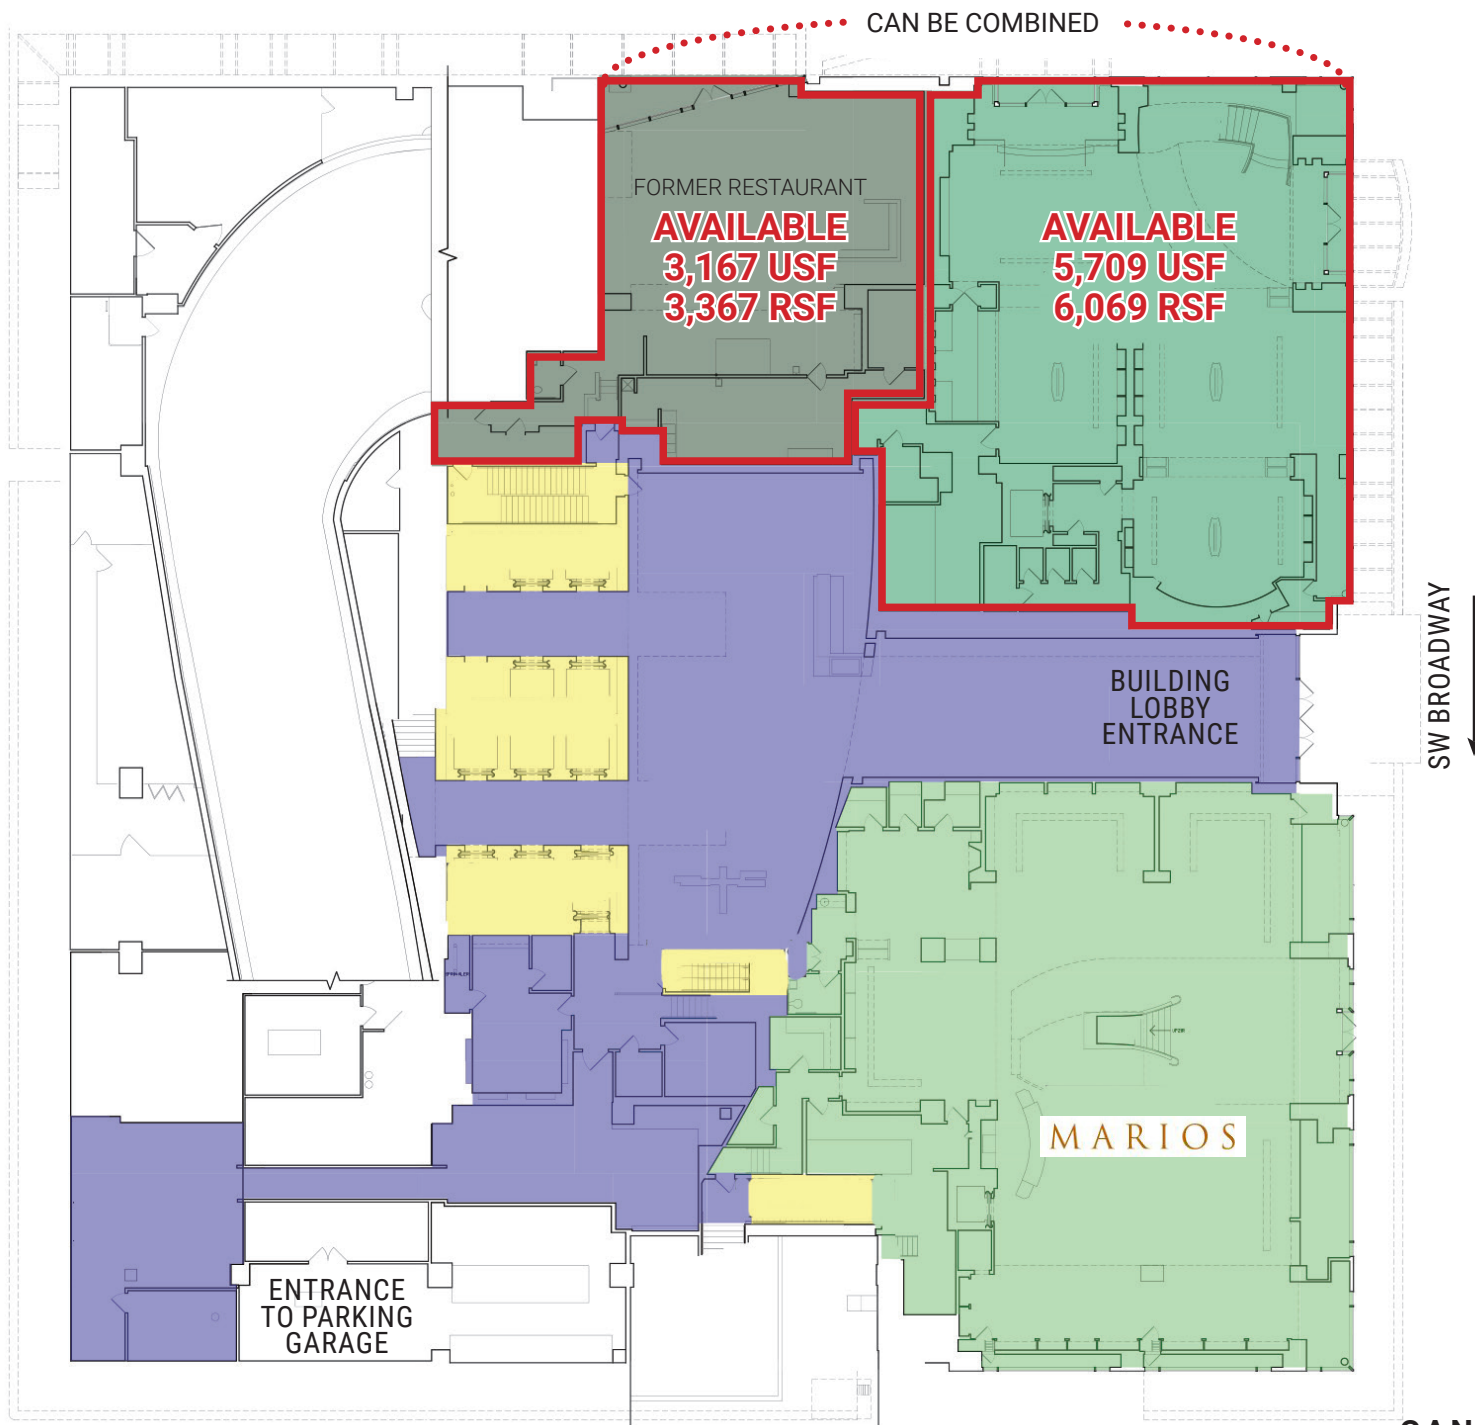 CAN BE COMBINED
FORMER RESTAURANT
AVAILABLE
3,167 USF
3,367 RSF
AVAILABLE
5,709 USF
6,069 RSF
SW BROADWAY
BUILDING
LOBBY
ENTRANCE
MARIOS
ENTRANCE
TO PARKING
GARAGE